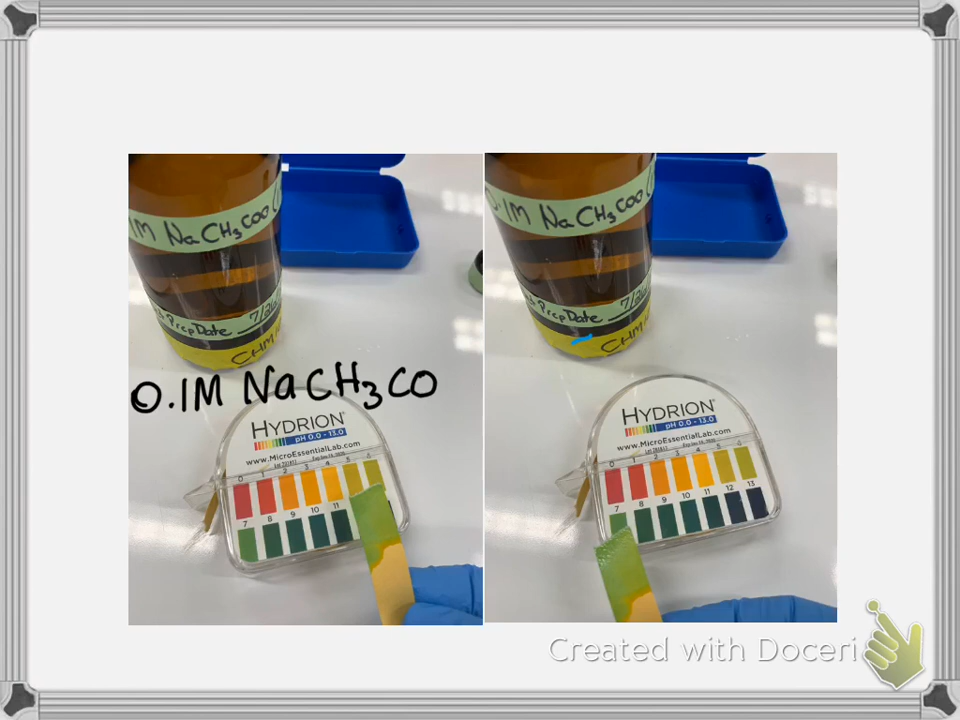 1M NaCH3COO (
Prep Date 7/26
CHM
0.1M NaCH3CO
HYDRION
pH 0.0 - 13.0
www.MicroEssentialLab.com
0 1 2 3 4 5 6
7 8 9 10 11
0.1M NaCH3COO (
Prep Date 7/26
CHM
HYDRION
pH 0.0 - 13.0
www.MicroEssentialLab.com
0 1 2 3 4 5 6
7 8 9 10 11 12 13
Created with Doceri